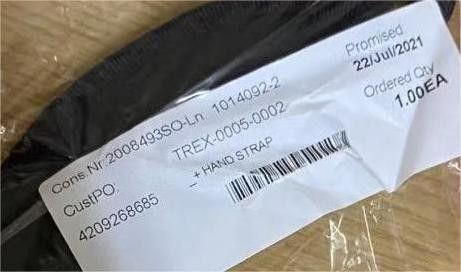 Promised
22/Jul/2021
Ordered Qty
1.00EA
Cons Nr:2008493SO-Ln 1014092-2
CustPO: TREX-0005-0002
4209268685 _ + HAND STRAP